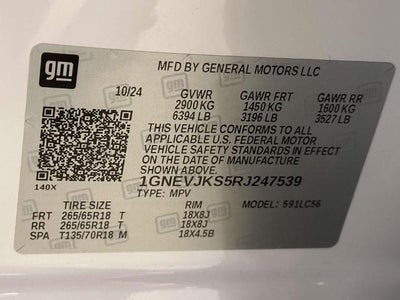 gm
MFD BY GENERAL MOTORS LLC
10/24 GVWR GAWR FRT GAWR RR
2900 KG 1450 KG 1600 KG
6394 LB 3196 LB 3527 LB
THIS VEHICLE CONFORMS TO ALL
APPLICABLE U.S. FEDERAL MOTOR
VEHICLE SAFETY STANDARDS IN
EFFECT ON THE DATE OF MANUFACTURE
SHOWN ABOVE.
140X
1GNEVJKS5RJ247539
TYPE: MPV MODEL: 591LC56
TIRE SIZE RIM
FRT 265/65R18 T 18X8J
RR 265/65R18 T 18X8J
SPA T135/70R18 M 18X4.5B